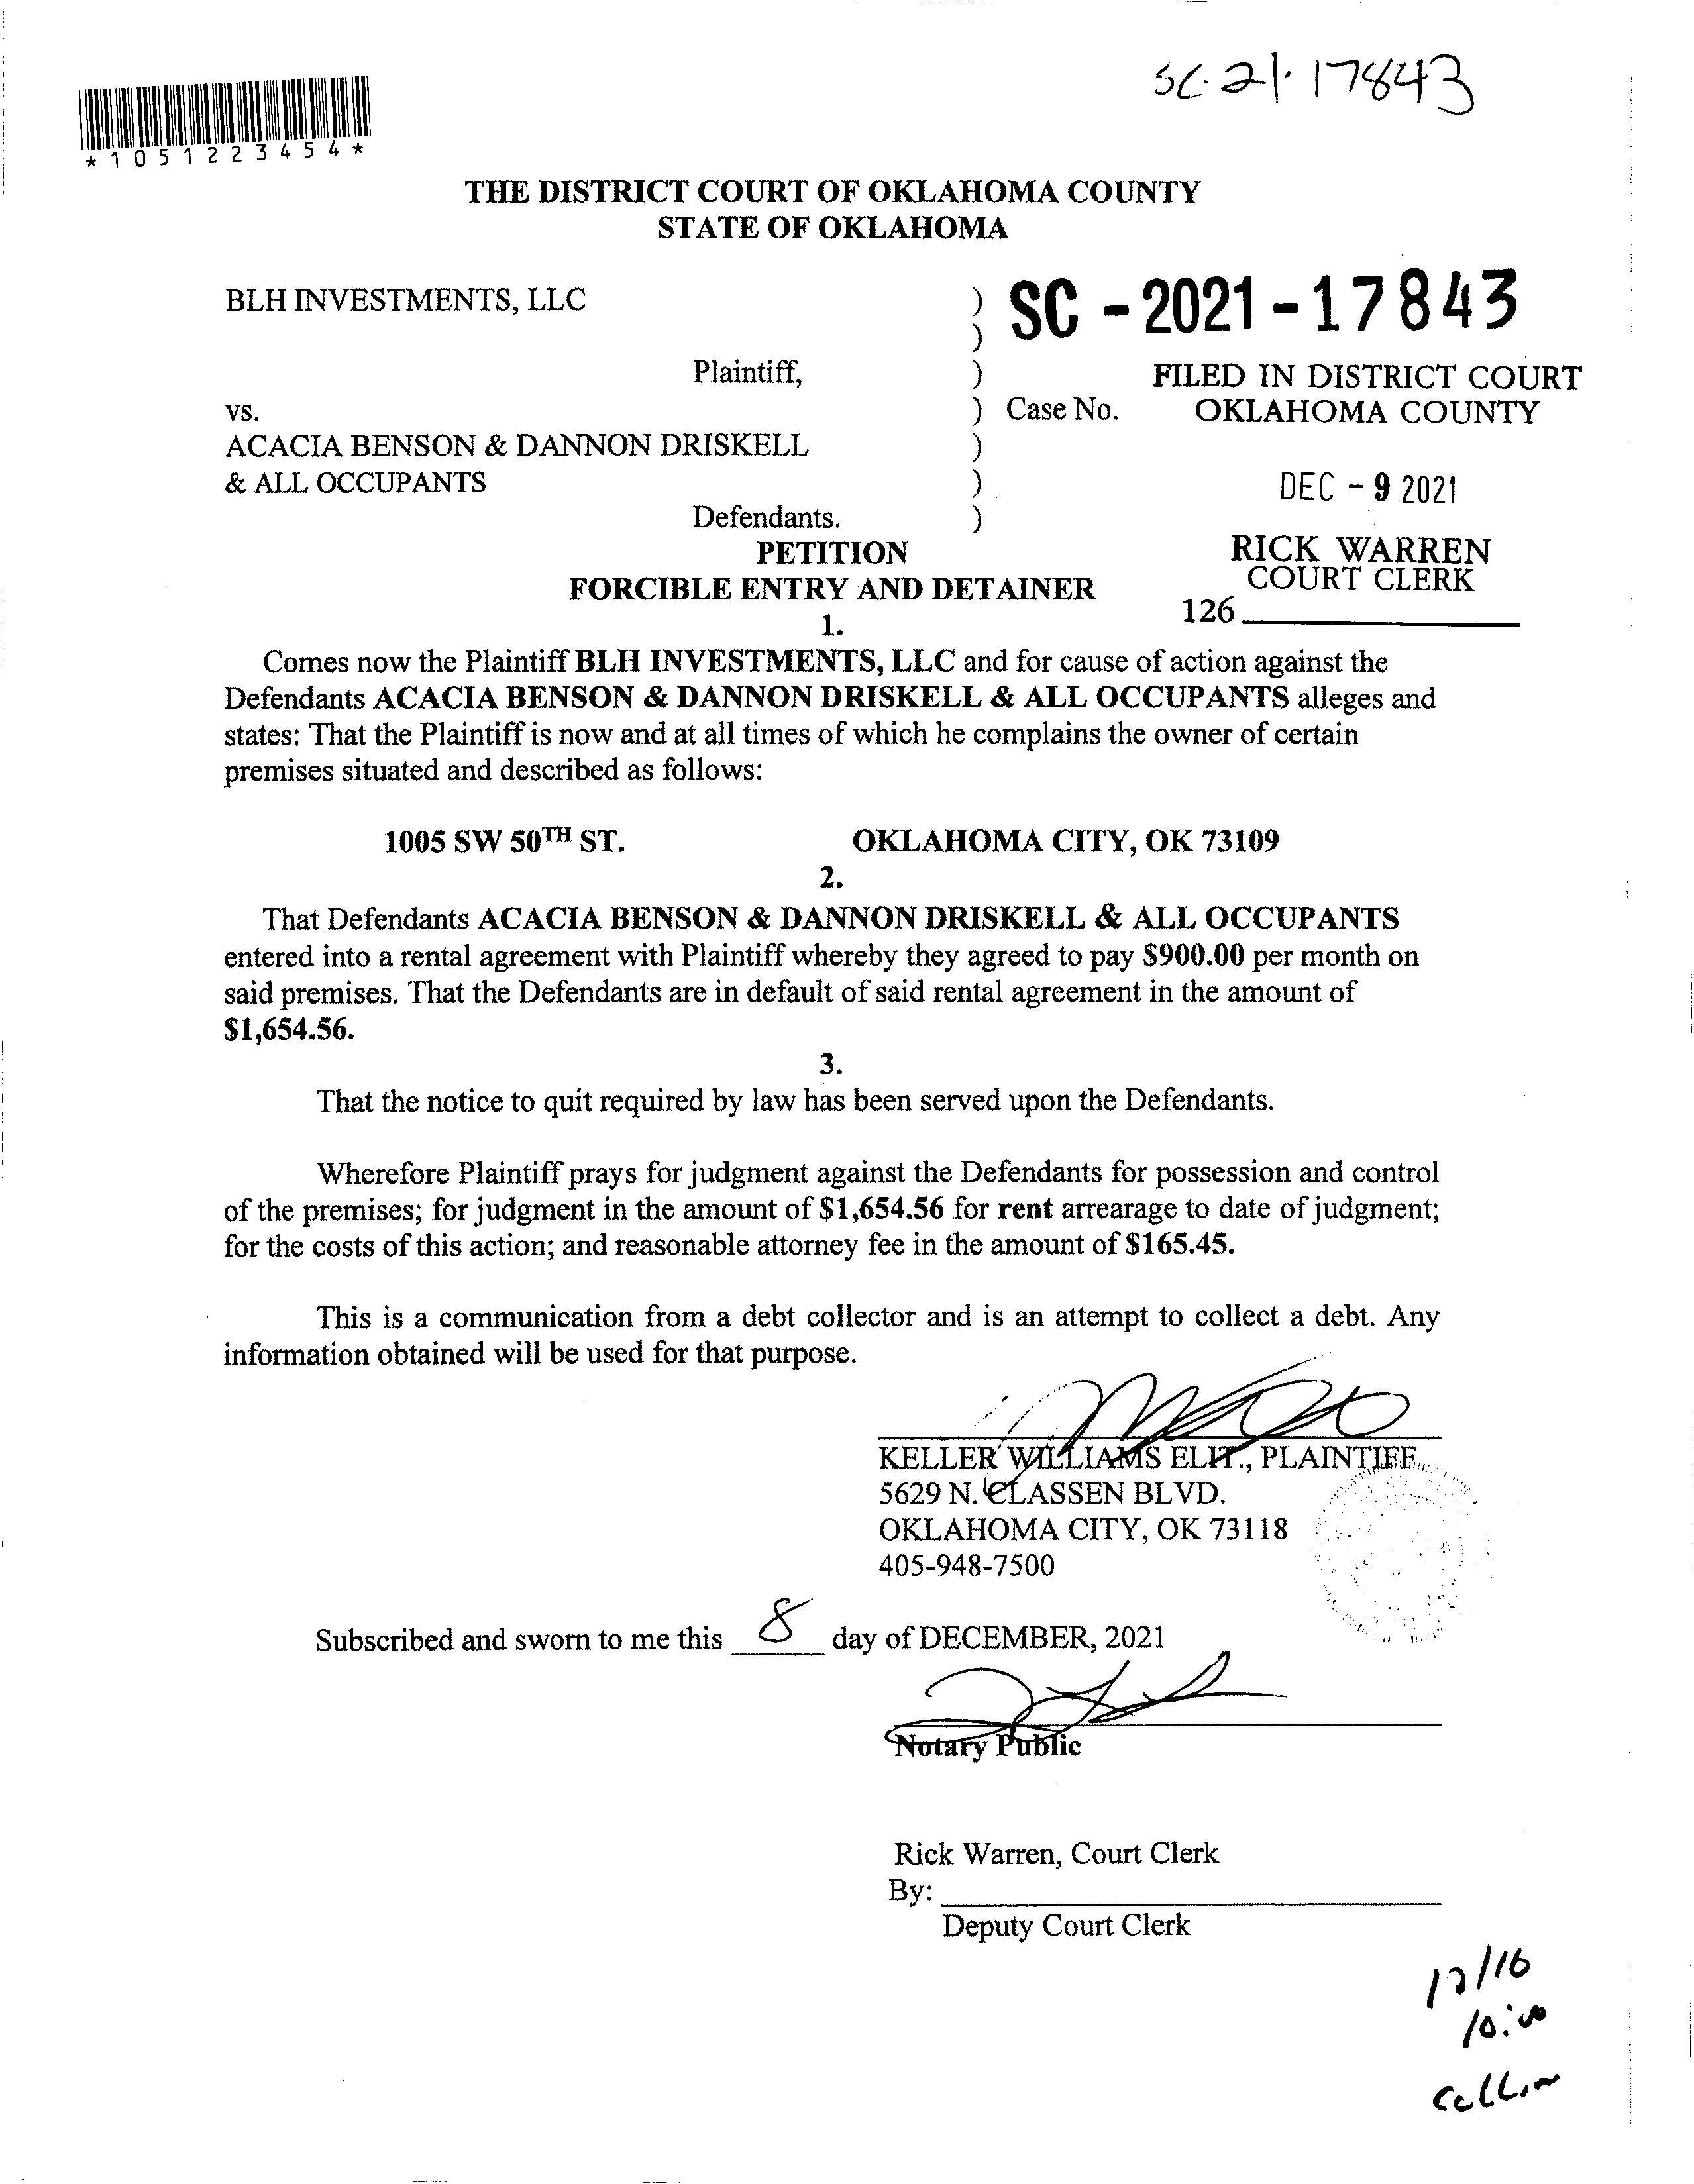 SC-21-17843
*1051223454*
THE DISTRICT COURT OF OKLAHOMA COUNTY
STATE OF OKLAHOMA
BLH INVESTMENTS, LLC )
)
SC - 2021 - 17843
Plaintiff, )
FILED IN DISTRICT COURT
vs. ) Case No.
OKLAHOMA COUNTY
ACACIA BENSON & DANNON DRISKELL )
& ALL OCCUPANTS )
DEC - 9 2021
Defendants. )
PETITION
RICK WARREN
COURT CLERK
FORCIBLE ENTRY AND DETAINER
126
1.
Comes now the Plaintiff BLH INVESTMENTS, LLC and for cause of action against the
Defendants ACACIA BENSON & DANNON DRISKELL & ALL OCCUPANTS alleges and
states: That the Plaintiff is now and at all times of which he complains the owner of certain
premises situated and described as follows:
1005 SW 50TH ST. OKLAHOMA CITY, OK 73109
2.
That Defendants ACACIA BENSON & DANNON DRISKELL & ALL OCCUPANTS
entered into a rental agreement with Plaintiff whereby they agreed to pay $900.00 per month on
said premises. That the Defendants are in default of said rental agreement in the amount of
$1,654.56.
3.
That the notice to quit required by law has been served upon the Defendants.
Wherefore Plaintiff prays for judgment against the Defendants for possession and control
of the premises; for judgment in the amount of $1,654.56 for rent arrearage to date of judgment;
for the costs of this action; and reasonable attorney fee in the amount of $165.45.
This is a communication from a debt collector and is an attempt to collect a debt. Any
information obtained will be used for that purpose.
KELLER WILLIAMS ELIT., PLAINTIFF
5629 N. CLASSEN BLVD.
OKLAHOMA CITY, OK 73118
405-948-7500
Subscribed and sworn to me this 8 day of DECEMBER, 2021
Notary Public
Rick Warren, Court Clerk
By:
Deputy Court Clerk
12/16
10:00
Collin